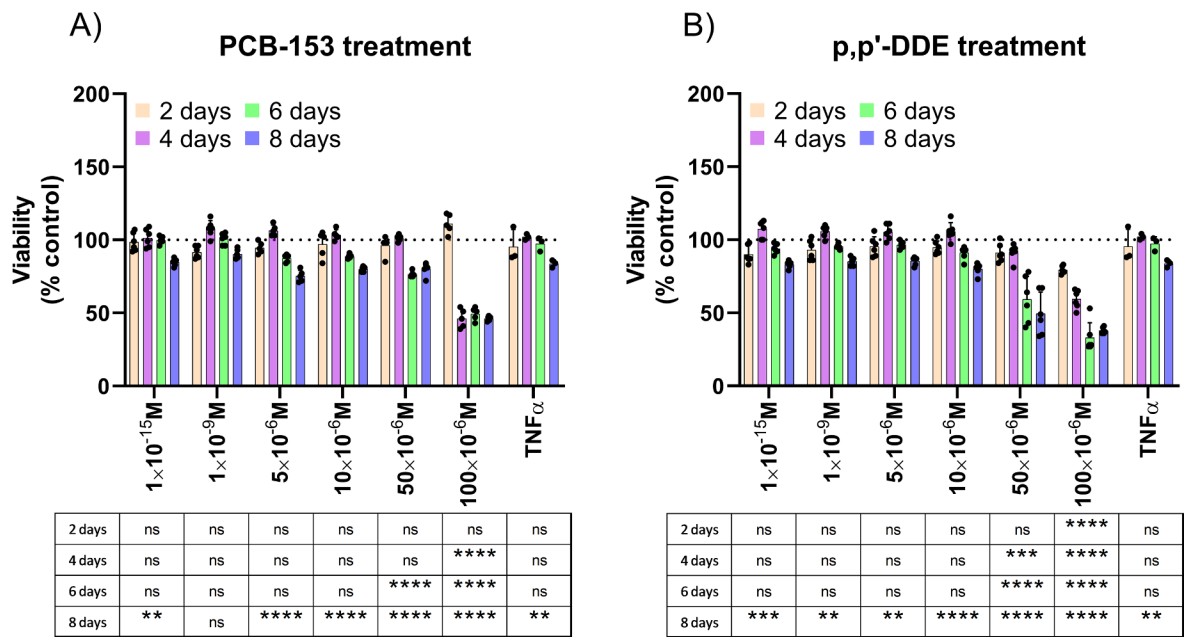 A)
PCB-153 treatment
Viability
(% control)
200
150
100
50
0
2 days
6 days
4 days
8 days
1×10⁻¹⁵M
1×10⁻⁹M
5×10⁻⁶M
10×10⁻⁶M
50×10⁻⁶M
100×10⁻⁶M
TNFα
2 days ns ns ns ns ns ns ns
4 days ns ns ns ns ns **** ns
6 days ns ns ns ns **** **** ns
8 days ** ns **** **** **** **** **
B)
p,p'-DDE treatment
Viability
(% control)
200
150
100
50
0
2 days
6 days
4 days
8 days
1×10⁻¹⁵M
1×10⁻⁹M
5×10⁻⁶M
10×10⁻⁶M
50×10⁻⁶M
100×10⁻⁶M
TNFα
2 days ns ns ns ns ns **** ns
4 days ns ns ns ns *** **** ns
6 days ns ns ns ns **** **** ns
8 days *** ** ** **** **** **** **